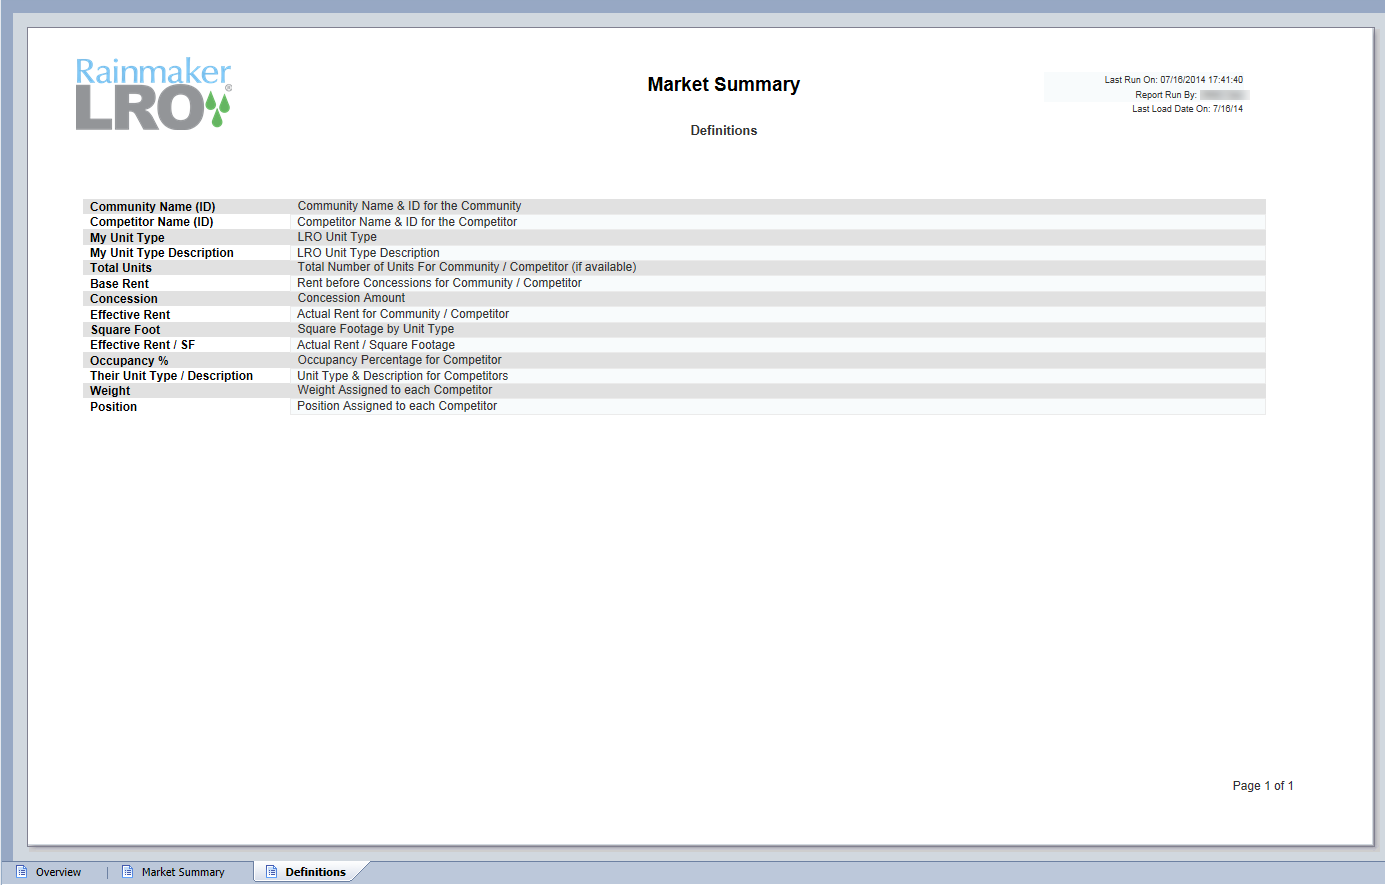 Rainmaker
LRO®
Market Summary
Definitions
Last Run On: 07/16/2014 17:41:40
Report Run By:
Last Load Date On: 7/16/14
Community Name (ID) Community Name & ID for the Community
Competitor Name (ID) Competitor Name & ID for the Competitor
My Unit Type LRO Unit Type
My Unit Type Description LRO Unit Type Description
Total Units Total Number of Units For Community / Competitor (if available)
Base Rent Rent before Concessions for Community / Competitor
Concession Concession Amount
Effective Rent Actual Rent for Community / Competitor
Square Foot Square Footage by Unit Type
Effective Rent / SF Actual Rent / Square Footage
Occupancy % Occupancy Percentage for Competitor
Their Unit Type / Description Unit Type & Description for Competitors
Weight Weight Assigned to each Competitor
Position Position Assigned to each Competitor
Page 1 of 1
Overview | Market Summary Definitions